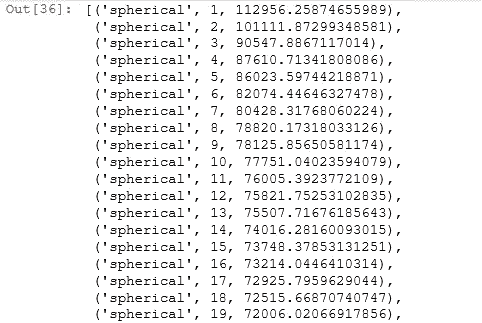 Out[36]: [('spherical', 1, 112956.25874655989),
('spherical', 2, 101111.87299348581),
('spherical', 3, 90547.8867117014),
('spherical', 4, 87610.71341808086),
('spherical', 5, 86023.59744218871),
('spherical', 6, 82074.44646327478),
('spherical', 7, 80428.31768060224),
('spherical', 8, 78820.17318033126),
('spherical', 9, 78125.85650581174),
('spherical', 10, 77751.04023594079),
('spherical', 11, 76005.3923772109),
('spherical', 12, 75821.75253102835),
('spherical', 13, 75507.71676185643),
('spherical', 14, 74016.28160093015),
('spherical', 15, 73748.37853131251),
('spherical', 16, 73214.0446410314),
('spherical', 17, 72925.7959629044),
('spherical', 18, 72515.66870740747),
('spherical', 19, 72006.02066917856),